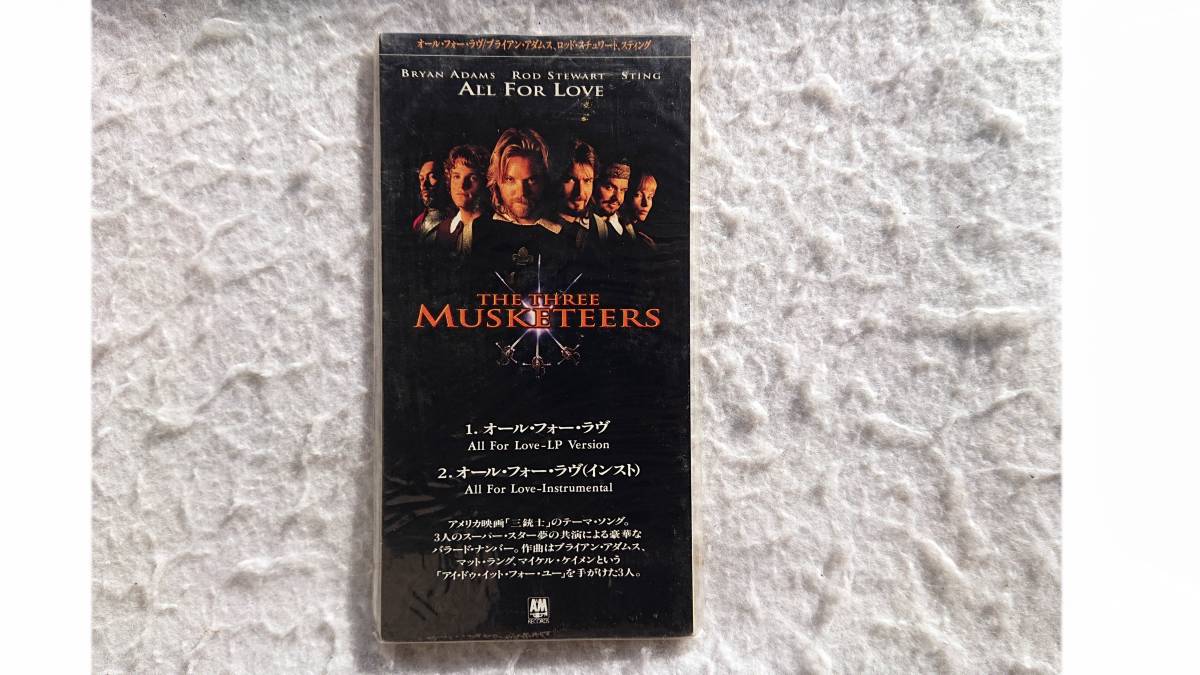 オール・フォー・ラヴ/ブライアン・アダムス、ロッド・スチュワート、スティング
BRYAN ADAMS ROD STEWART STING
ALL FOR LOVE
THE THREE
MUSKETEERS
1. オール・フォー・ラヴ
All For Love-LP Version
2. オール・フォー・ラヴ(インスト)
All For Love-Instrumental
アメリカ映画「三銃士」のテーマ・ソング。
3人のスーパー・スター夢の共演による豪華な
バラード・ナンバー。作曲はブライアン・アダムス、
マット・ラング、マイケル・ケイメンという
「アイ・ドゥ・イット・フォー・ユー」を手がけた3人。
A&M
RECORDS